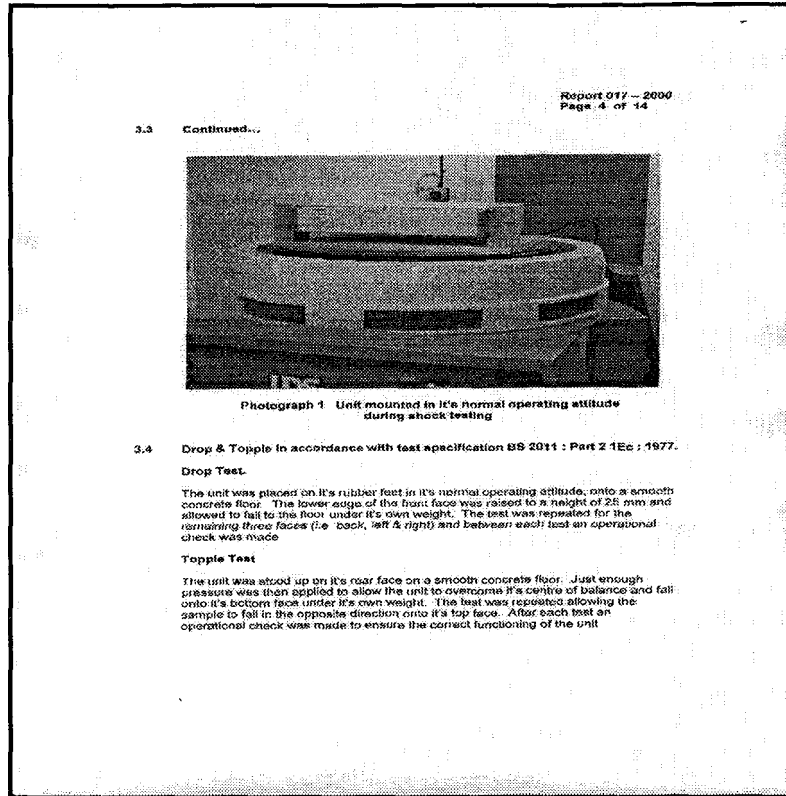 Report 017 – 2000
Page 4 of 14
3.3 Continued...
LDS
Photograph 1 Unit mounted in it's normal operating attitude
during shock testing
3.4 Drop & Topple in accordance with test specification BS 2011 : Part 2 1Ec : 1977.
Drop Test.
The unit was placed on it's rubber feet in it's normal operating attitude, onto a smooth
concrete floor. The lower edge of the front face was raised to a height of 25 mm and
allowed to fall to the floor under it's own weight. The test was repeated for the
remaining three faces (i.e. back, left & right) and between each test an operational
check was made
Topple Test
The unit was stood up on it's rear face on a smooth concrete floor. Just enough
pressure was then applied to allow the unit to overcome it's centre of balance and fall
onto it's bottom face under it's own weight. The test was repeated allowing the
sample to fall in the opposite direction onto it's top face. After each test an
operational check was made to ensure the correct functioning of the unit